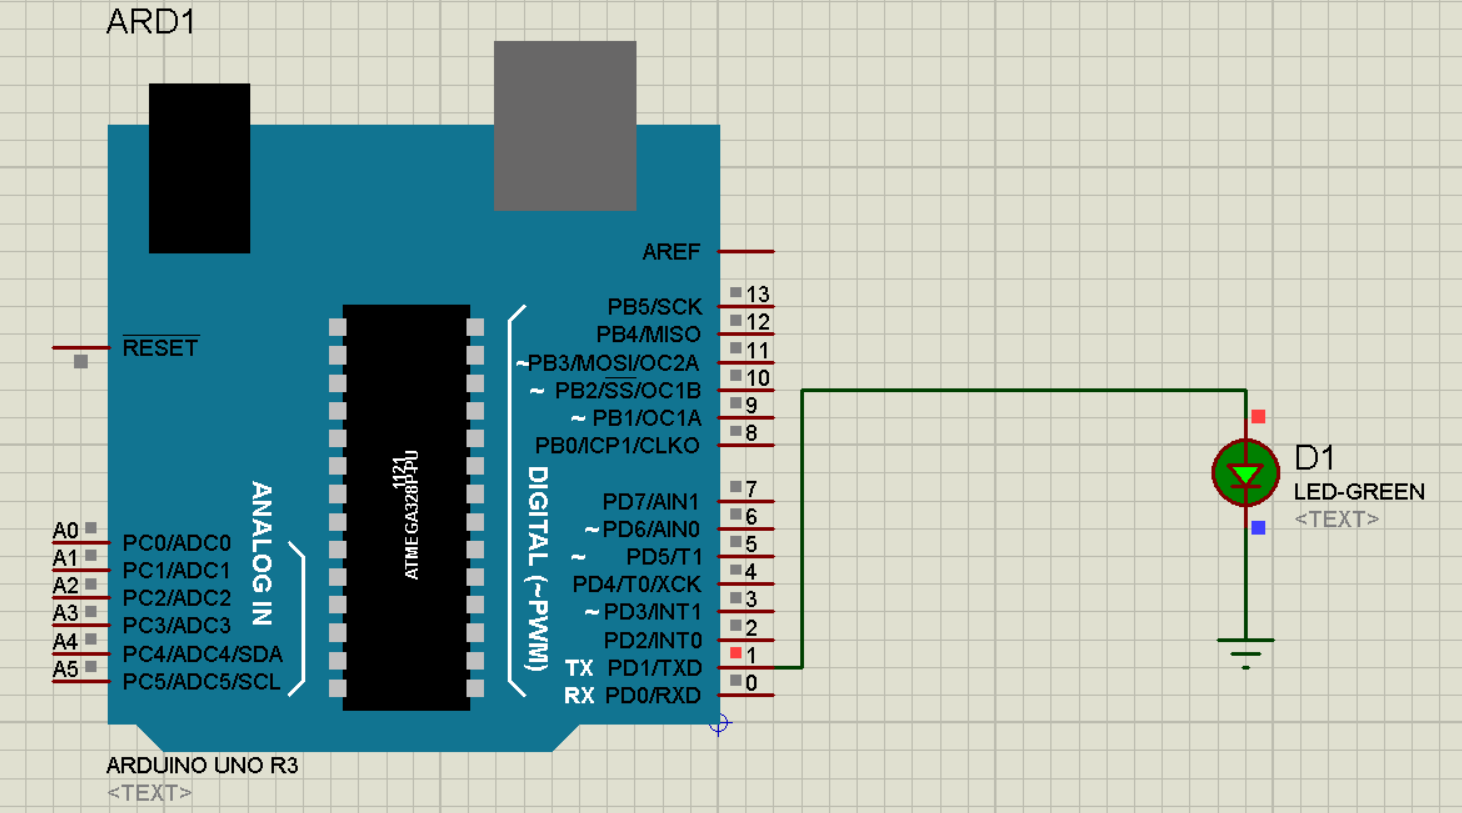 ARD1
AREF
PB5/SCK 13
PB4/MISO 12
RESET
~PB3/MOSI/OC2A 11
~ PB2/SS/OC1B 10
~ PB1/OC1A 9
PB0/ICP1/CLKO 8
1121
ATMEGA328P-PU
D1
LED-GREEN
<TEXT>
ANALOG IN
DIGITAL (~PWM)
PD7/AIN1 7
~ PD6/AIN0 6
~ PD5/T1 5
PD4/T0/XCK 4
~ PD3/INT1 3
PD2/INT0 2
TX PD1/TXD 1
RX PD0/RXD 0
A0 PC0/ADC0
A1 PC1/ADC1
A2 PC2/ADC2
A3 PC3/ADC3
A4 PC4/ADC4/SDA
A5 PC5/ADC5/SCL
ARDUINO UNO R3
<TEXT>